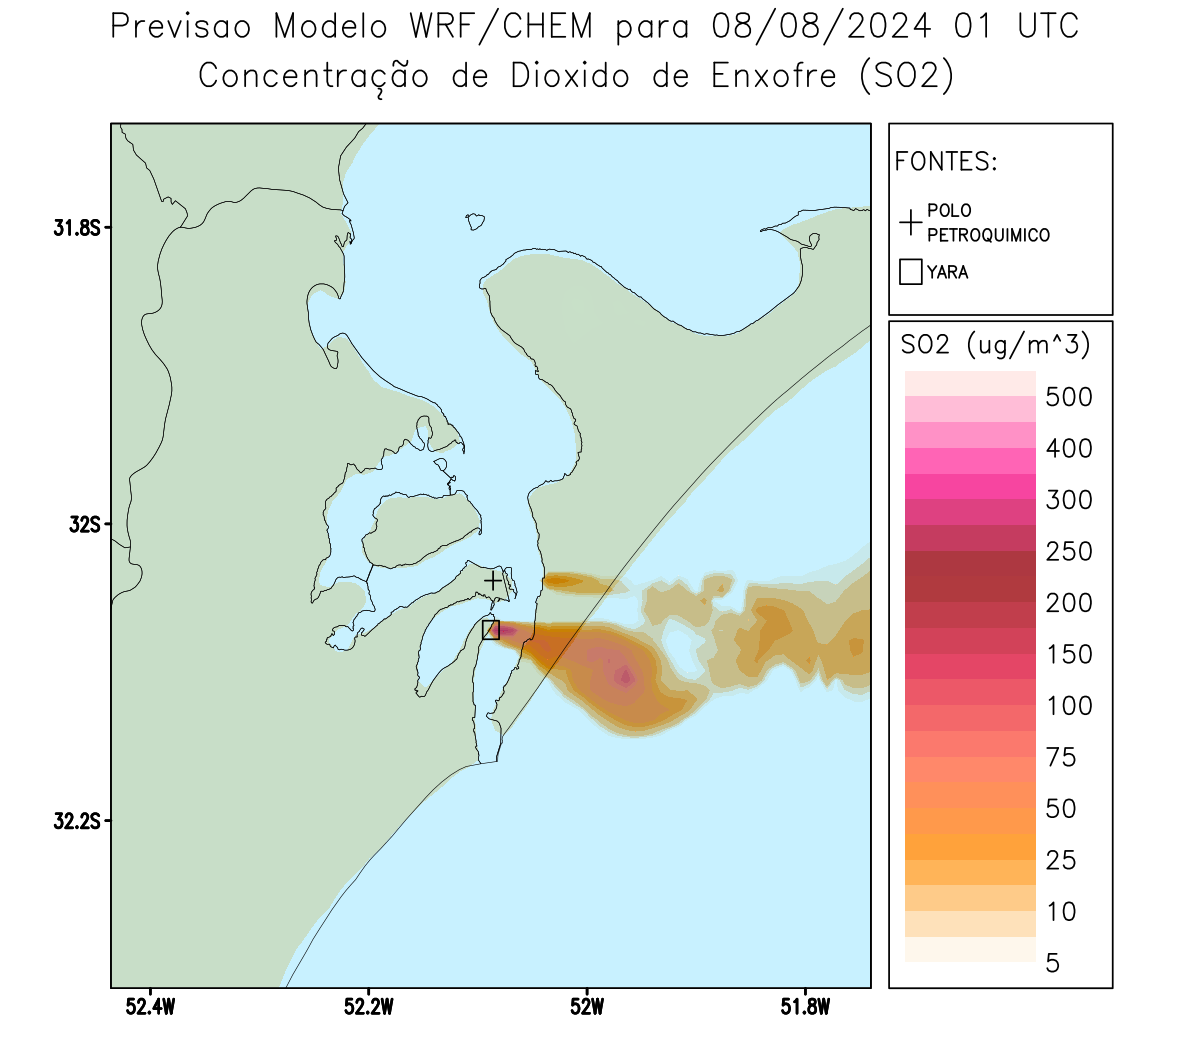 Previsao Modelo WRF/CHEM para 08/08/2024 01 UTC
Concentração de Dioxido de Enxofre (SO2)
FONTES:
POLO
PETROQUIMICO
YARA
31.8S
32S
32.2S
52.4W
52.2W
52W
51.8W
SO2 (ug/m^3)
500
400
300
250
200
150
100
75
50
25
10
5